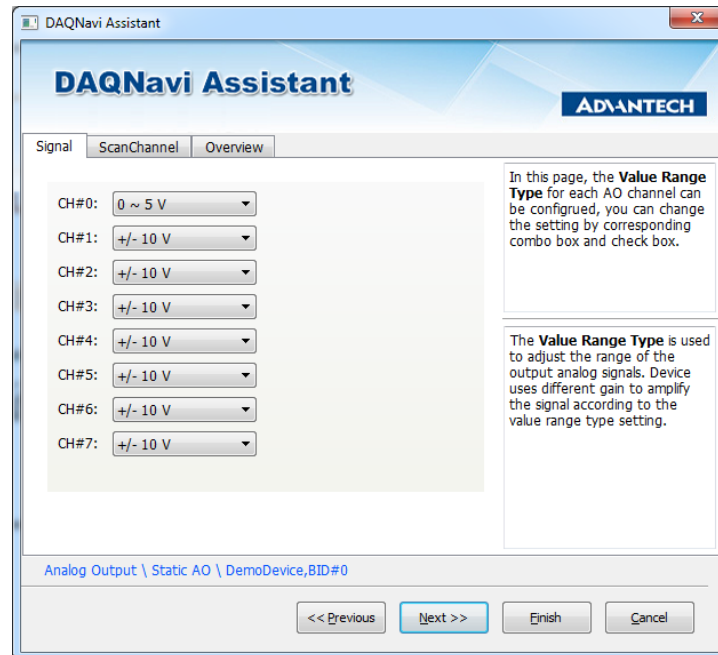 DAQNavi Assistant
DAQNavi Assistant
ADVANTECH
Signal
ScanChannel
Overview
CH#0: 0 ~ 5 V
CH#1: +/- 10 V
CH#2: +/- 10 V
CH#3: +/- 10 V
CH#4: +/- 10 V
CH#5: +/- 10 V
CH#6: +/- 10 V
CH#7: +/- 10 V
In this page, the Value Range
Type for each AO channel can
be configrued, you can change
the setting by corresponding
combo box and check box.
The Value Range Type is used
to adjust the range of the
output analog signals. Device
uses different gain to amplify
the signal according to the
value range type setting.
Analog Output \ Static AO \ DemoDevice,BID#0
<< Previous
Next >>
Finish
Cancel